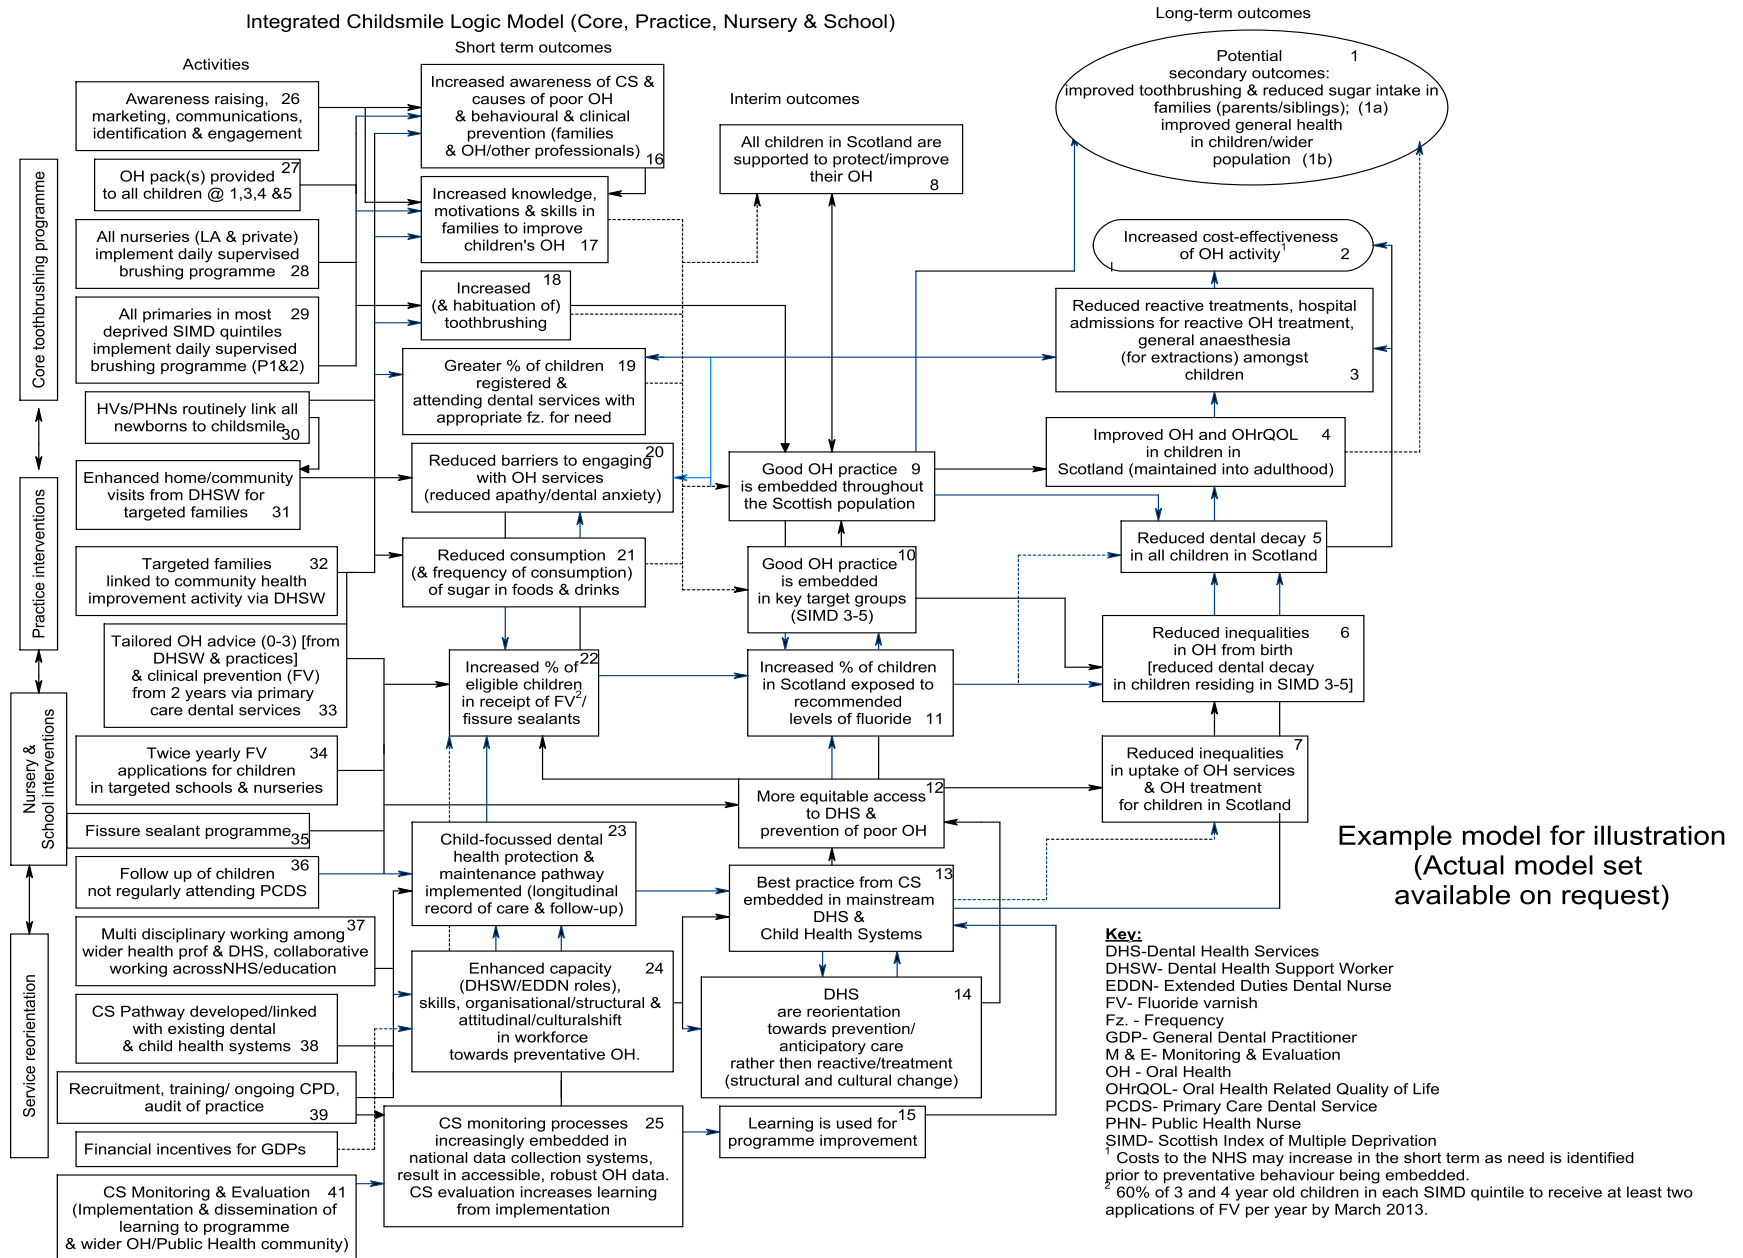 Integrated Childsmile Logic Model (Core, Practice, Nursery & School)
Long-term outcomes
Short term outcomes
Activities
Interim outcomes
Core toothbrushing programme
Practice interventions
Nursery &
School interventions
Service reorientation
Awareness raising, 26
marketing, communications,
identification & engagement
27
OH pack(s) provided
to all children @ 1,3,4 &5
All nurseries (LA & private)
implement daily supervised
brushing programme 28
All primaries in most 29
deprived SIMD quintiles
implement daily supervised
brushing programme (P1&2)
HVs/PHNs routinely link all
newborns to childsmile
30
Enhanced home/community
visits from DHSW for
targeted families 31
Targeted families 32
linked to community health
improvement activity via DHSW
Tailored OH advice (0-3) [from
DHSW & practices]
& clinical prevention (FV)
from 2 years via primary
care dental services 33
Twice yearly FV 34
applications for children
in targeted schools & nurseries
Fissure sealant programme
35
Follow up of children 36
not regularly attending PCDS
37
Multi disciplinary working among
wider health prof & DHS, collaborative
working acrossNHS/education
CS Pathway developed/linked
with existing dental
& child health systems 38
Recruitment, training/ ongoing CPD,
audit of practice
39
Financial incentives for GDPs
CS Monitoring & Evaluation 41
(Implementation & dissemination of
learning to programme
& wider OH/Public Health community)
Increased awareness of CS &
causes of poor OH
& behavioural & clinical
prevention (families
& OH/other professionals)
16
Increased knowledge,
motivations & skills in
families to improve
children's OH 17
18
Increased
(& habituation of)
toothbrushing
Greater % of children 19
registered &
attending dental services with
appropriate fz. for need
20
Reduced barriers to engaging
with OH services
(reduced apathy/dental anxiety)
Reduced consumption 21
(& frequency of consumption)
of sugar in foods & drinks
22
Increased % of
eligible children
in receipt of FV2/
fissure sealants
23
Child-focussed dental
health protection &
maintenance pathway
implemented (longitudinal
record of care & follow-up)
Enhanced capacity 24
(DHSW/EDDN roles),
skills, organisational/structural &
attitudinal/culturalshift
in workforce
towards preventative OH.
CS monitoring processes 25
increasingly embedded in
national data collection systems,
result in accessible, robust OH data.
CS evaluation increases learning
from implementation
All children in Scotland are
supported to protect/improve
their OH
8
Good OH practice 9
is embedded throughout
the Scottish population
10
Good OH practice
is embedded
in key target groups
(SIMD 3-5)
Increased % of children
in Scotland exposed to
recommended
levels of fluoride 11
12
More equitable access
to DHS &
prevention of poor OH
13
Best practice from CS
embedded in mainstream
DHS &
Child Health Systems
DHS 14
are reorientation
towards prevention/
anticipatory care
rather then reactive/treatment
(structural and cultural change)
15
Learning is used for
programme improvement
Potential 1
secondary outcomes:
improved toothbrushing & reduced sugar intake in
families (parents/siblings); (1a)
improved general health
in children/wider
population (1b)
Increased cost-effectiveness
of OH activity1 2
Reduced reactive treatments, hospital
admissions for reactive OH treatment,
general anaesthesia
(for extractions) amongst
children 3
Improved OH and OHrQOL 4
in children in
Scotland (maintained into adulthood)
Reduced dental decay 5
in all children in Scotland
Reduced inequalities 6
in OH from birth
[reduced dental decay
in children residing in SIMD 3-5]
7
Reduced inequalities
in uptake of OH services
& OH treatment
for children in Scotland
Example model for illustration
(Actual model set
available on request)
Key:
DHS-Dental Health Services
DHSW- Dental Health Support Worker
EDDN- Extended Duties Dental Nurse
FV- Fluoride varnish
Fz. - Frequency
GDP- General Dental Practitioner
M & E- Monitoring & Evaluation
OH - Oral Health
OHrQOL- Oral Health Related Quality of Life
PCDS- Primary Care Dental Service
PHN- Public Health Nurse
SIMD- Scottish Index of Multiple Deprivation
1 Costs to the NHS may increase in the short term as need is identified
prior to preventative behaviour being embedded.
2 60% of 3 and 4 year old children in each SIMD quintile to receive at least two
applications of FV per year by March 2013.